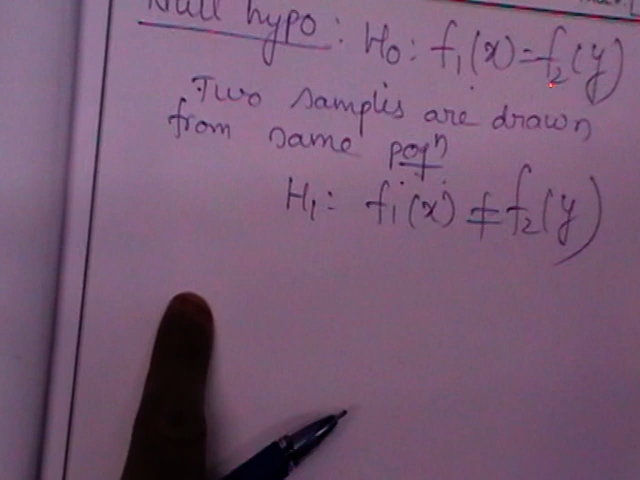 Null hypo: H₀: f₁(x)=f₂(y)
Two samples are drawn
from same popⁿ
H₁: f₁(x) ≠ f₂(y)